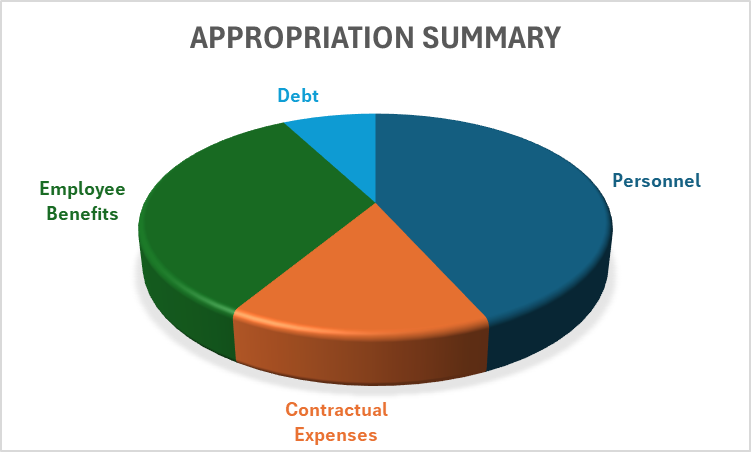 APPROPRIATION SUMMARY
Debt
Personnel
Employee
Benefits
Contractual
Expenses